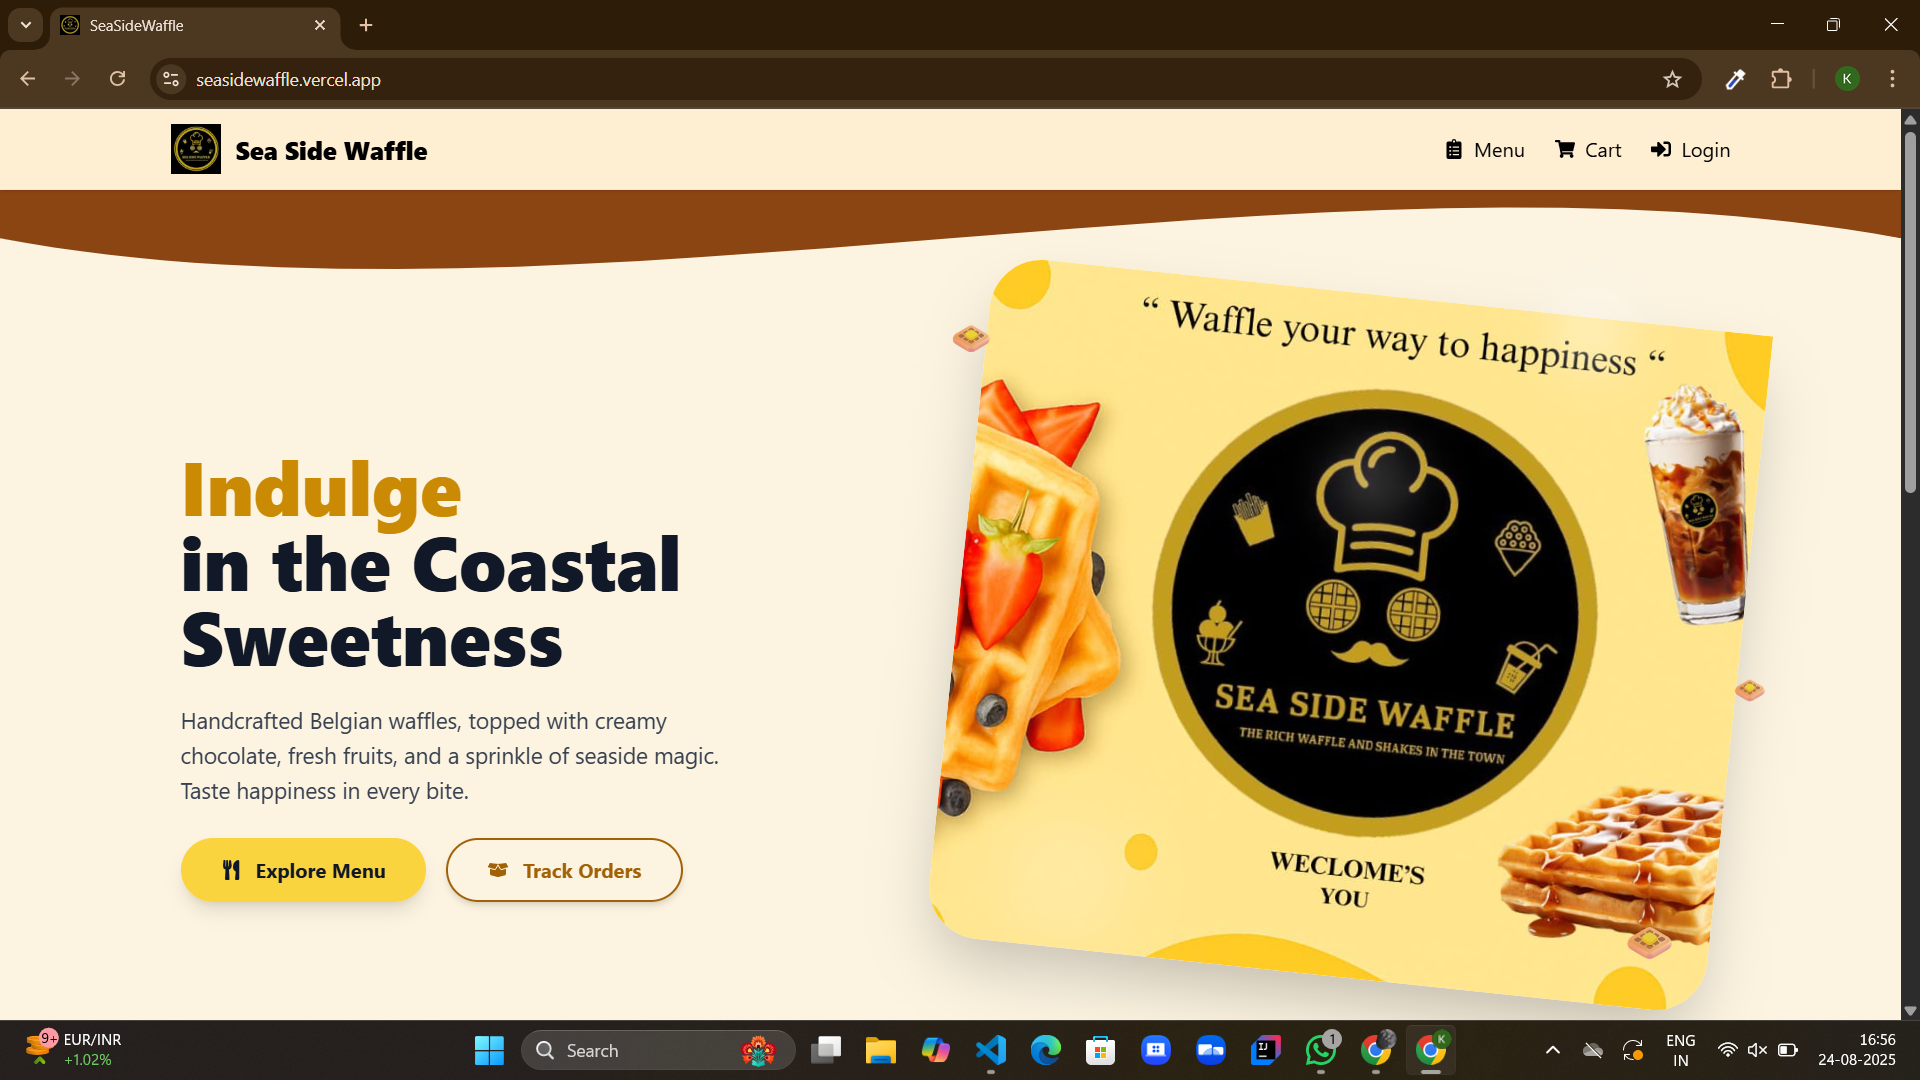 SeaSideWaffle
seasidewaffle.vercel.app
K
Sea Side Waffle
Menu
Cart
Login
“ Waffle your way to happiness “
Indulge
in the Coastal
Sweetness
Handcrafted Belgian waffles, topped with creamy
chocolate, fresh fruits, and a sprinkle of seaside magic.
Taste happiness in every bite.
Explore Menu
Track Orders
SEA SIDE WAFFLE
THE RICH WAFFLE AND SHAKES IN THE TOWN
WECLOME’S
YOU
9+
EUR/INR
+1.02%
Search
IJ
1
K
ENG
IN
16:56
24-08-2025